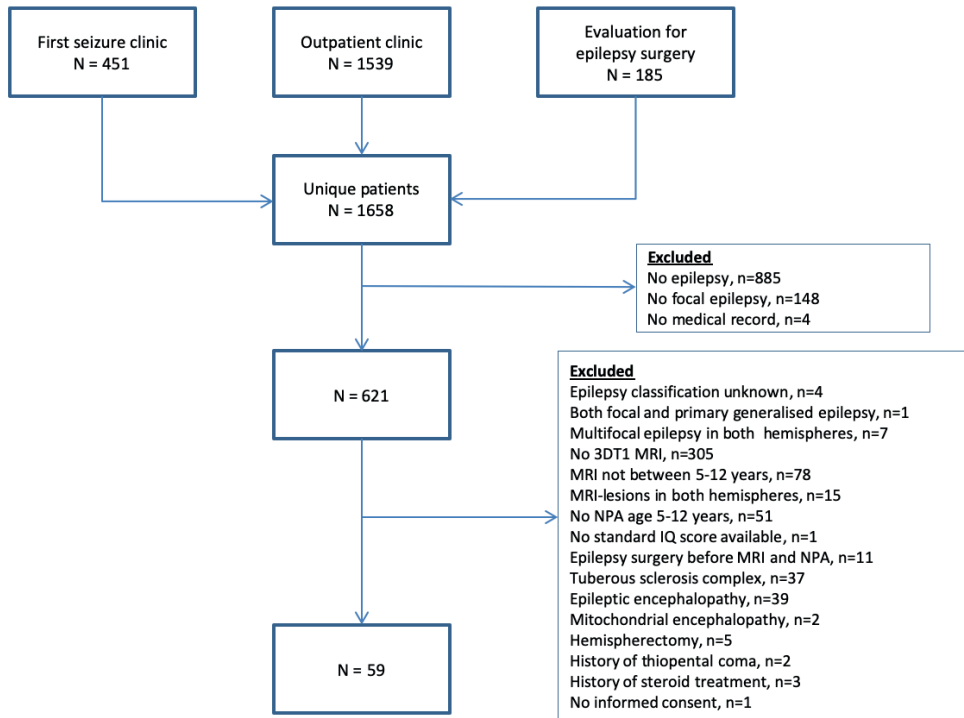 First seizure clinic
N = 451
Outpatient clinic
N = 1539
Evaluation for
epilepsy surgery
N = 185
Unique patients
N = 1658
Excluded
No epilepsy, n=885
No focal epilepsy, n=148
No medical record, n=4
N = 621
Excluded
Epilepsy classification unknown, n=4
Both focal and primary generalised epilepsy, n=1
Multifocal epilepsy in both hemispheres, n=7
No 3DT1 MRI, n=305
MRI not between 5-12 years, n=78
MRI-lesions in both hemispheres, n=15
No NPA age 5-12 years, n=51
No standard IQ score available, n=1
Epilepsy surgery before MRI and NPA, n=11
Tuberous sclerosis complex, n=37
Epileptic encephalopathy, n=39
Mitochondrial encephalopathy, n=2
Hemispherectomy, n=5
History of thiopental coma, n=2
History of steroid treatment, n=3
No informed consent, n=1
N = 59